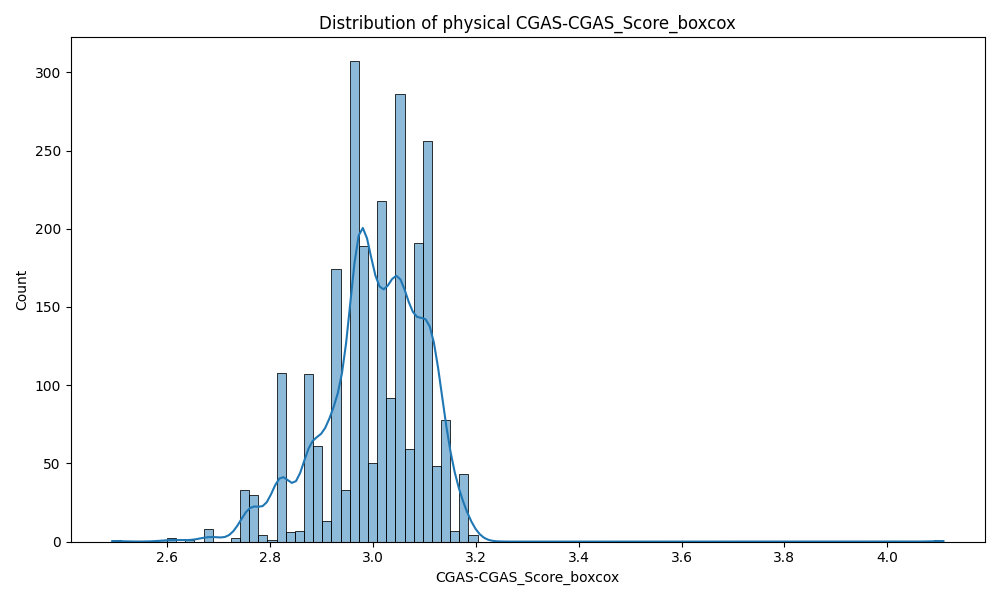 Distribution of physical CGAS-CGAS_Score_boxcox
300
250
200
150
100
50
0
Count
2.6 2.8 3.0 3.2 3.4 3.6 3.8 4.0
CGAS-CGAS_Score_boxcox